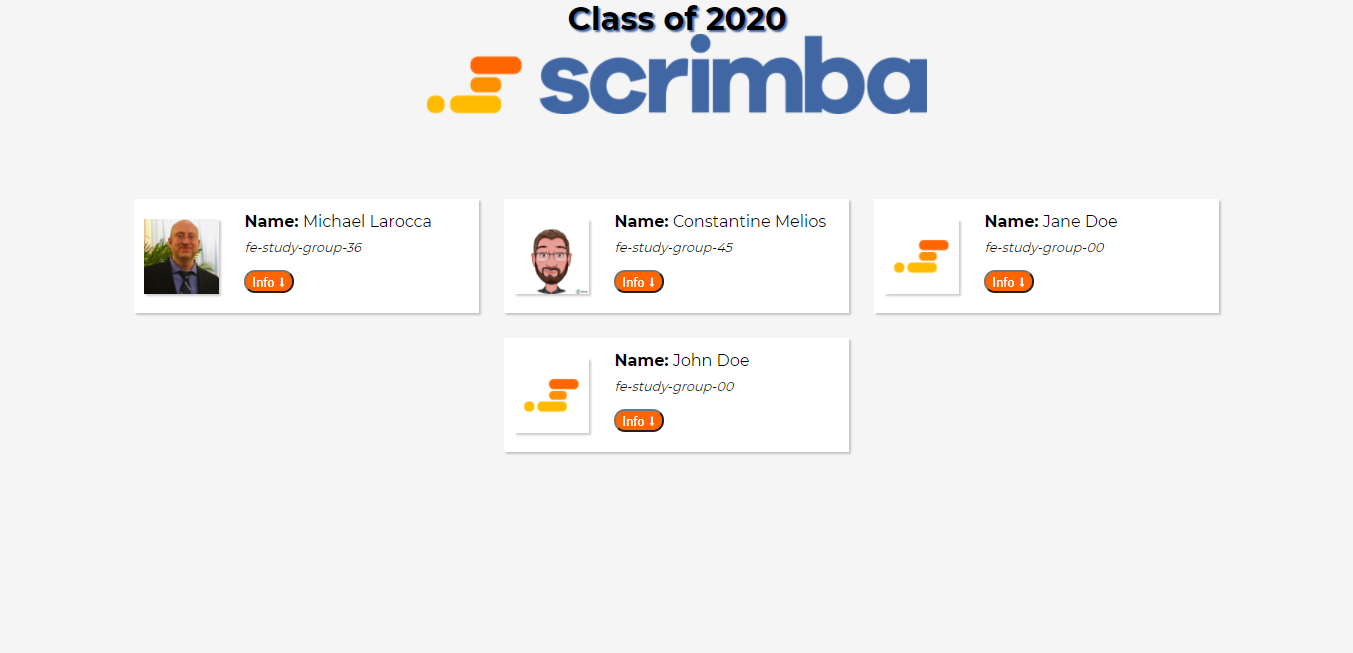 Class of 2020
scrimba
Name: Michael Larocca
fe-study-group-36
Info ⬇
Name: Constantine Melios
fe-study-group-45
Info ⬇
Name: Jane Doe
fe-study-group-00
Info ⬇
Name: John Doe
fe-study-group-00
Info ⬇